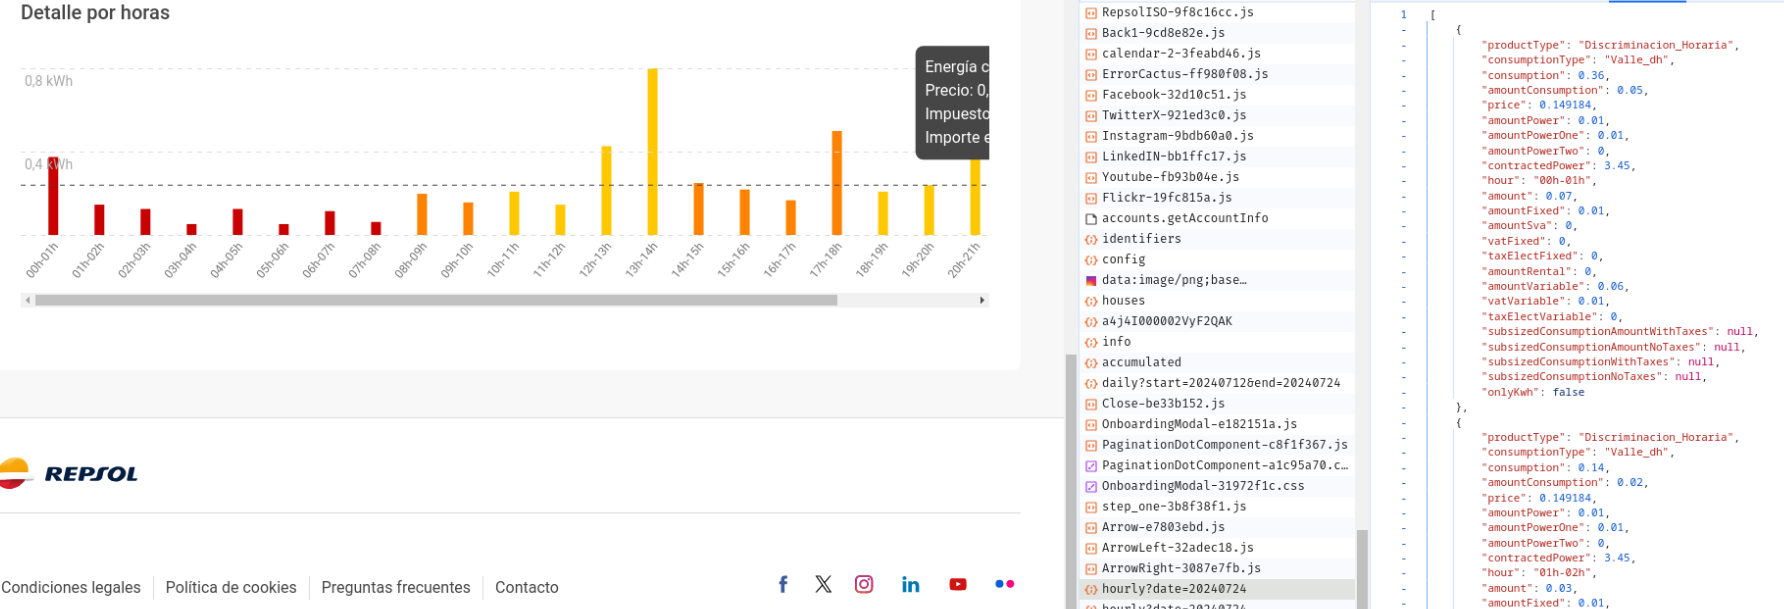 Detalle por horas
0,8 kWh
0,4 kWh
Energía c
Precio: 0,
Impuesto
Importe e
00h-01h
01h-02h
02h-03h
03h-04h
04h-05h
05h-06h
06h-07h
07h-08h
08h-09h
09h-10h
10h-11h
11h-12h
12h-13h
13h-14h
14h-15h
15h-16h
16h-17h
17h-18h
18h-19h
19h-20h
20h-21h
REPSOL
Condiciones legales
Política de cookies
Preguntas frecuentes
Contacto
RepsolISO-9f8c16cc.js
Back1-9cd8e82e.js
calendar-2-3feabd46.js
ErrorCactus-ff980f08.js
Facebook-32d10c51.js
TwitterX-921ed3c0.js
Instagram-9bdb60a0.js
LinkedIN-bb1ffc17.js
Youtube-fb93b04e.js
Flickr-19fc815a.js
accounts.getAccountInfo
identifiers
config
data:image/png;base…
houses
a4j4I000002VyF2QAK
info
accumulated
daily?start=20240712&end=20240724
Close-be33b152.js
OnboardingModal-e182151a.js
PaginationDotComponent-c8f1f367.js
PaginationDotComponent-a1c95a70.c…
OnboardingModal-31972f1c.css
step_one-3b8f38f1.js
Arrow-e7803ebd.js
ArrowLeft-32adec18.js
ArrowRight-3087e7fb.js
hourly?date=20240724
hourly?date=20240724
1 [
- {
- "productType": "Discriminacion_Horaria",
- "consumptionType": "Valle_dh",
- "consumption": 0.36,
- "amountConsumption": 0.05,
- "price": 0.149184,
- "amountPower": 0.01,
- "amountPowerOne": 0.01,
- "amountPowerTwo": 0,
- "contractedPower": 3.45,
- "hour": "00h-01h",
- "amount": 0.07,
- "amountFixed": 0.01,
- "amountSva": 0,
- "vatFixed": 0,
- "taxElectFixed": 0,
- "amountRental": 0,
- "amountVariable": 0.06,
- "vatVariable": 0.01,
- "taxElectVariable": 0,
- "subsizedConsumptionAmountWithTaxes": null,
- "subsizedConsumptionAmountNoTaxes": null,
- "subsizedConsumptionWithTaxes": null,
- "subsizedConsumptionNoTaxes": null,
- "onlyKwh": false
- },
- {
- "productType": "Discriminacion_Horaria",
- "consumptionType": "Valle_dh",
- "consumption": 0.14,
- "amountConsumption": 0.02,
- "price": 0.149184,
- "amountPower": 0.01,
- "amountPowerOne": 0.01,
- "amountPowerTwo": 0,
- "contractedPower": 3.45,
- "hour": "01h-02h",
- "amount": 0.03,
- "amountFixed": 0.01,